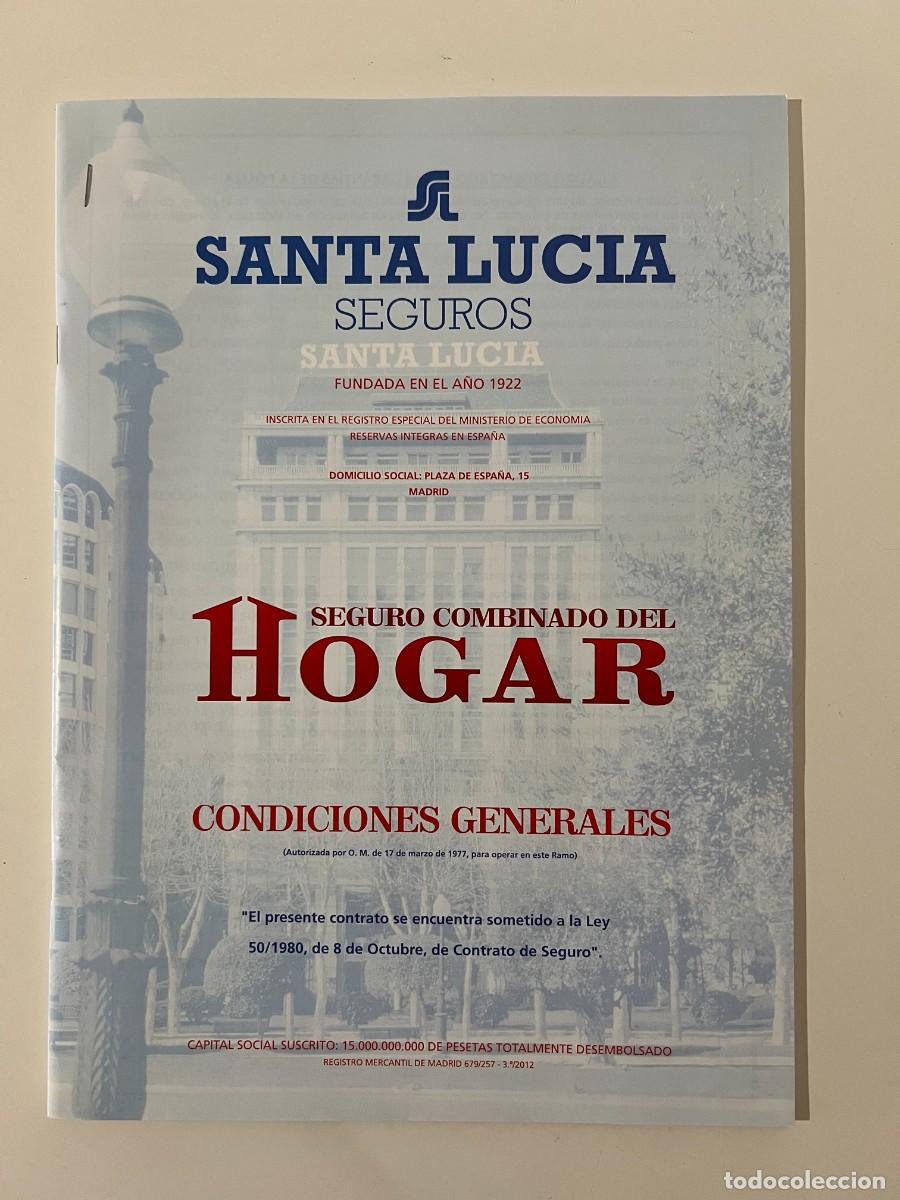 SANTA LUCIA
SEGUROS
SANTA LUCIA
FUNDADA EN EL AÑO 1922
INSCRITA EN EL REGISTRO ESPECIAL DEL MINISTERIO DE ECONOMIA
RESERVAS INTEGRAS EN ESPAÑA
DOMICILIO SOCIAL: PLAZA DE ESPAÑA, 15
MADRID
SEGURO COMBINADO DEL
HOGAR
CONDICIONES GENERALES
(Autorizada por O. M. de 17 de marzo de 1977, para operar en este Ramo)
"El presente contrato se encuentra sometido a la Ley
50/1980, de 8 de Octubre, de Contrato de Seguro".
CAPITAL SOCIAL SUSCRITO: 15.000.000.000 DE PESETAS TOTALMENTE DESEMBOLSADO
REGISTRO MERCANTIL DE MADRID 679/257 - 3.ª/2012
todocoleccion